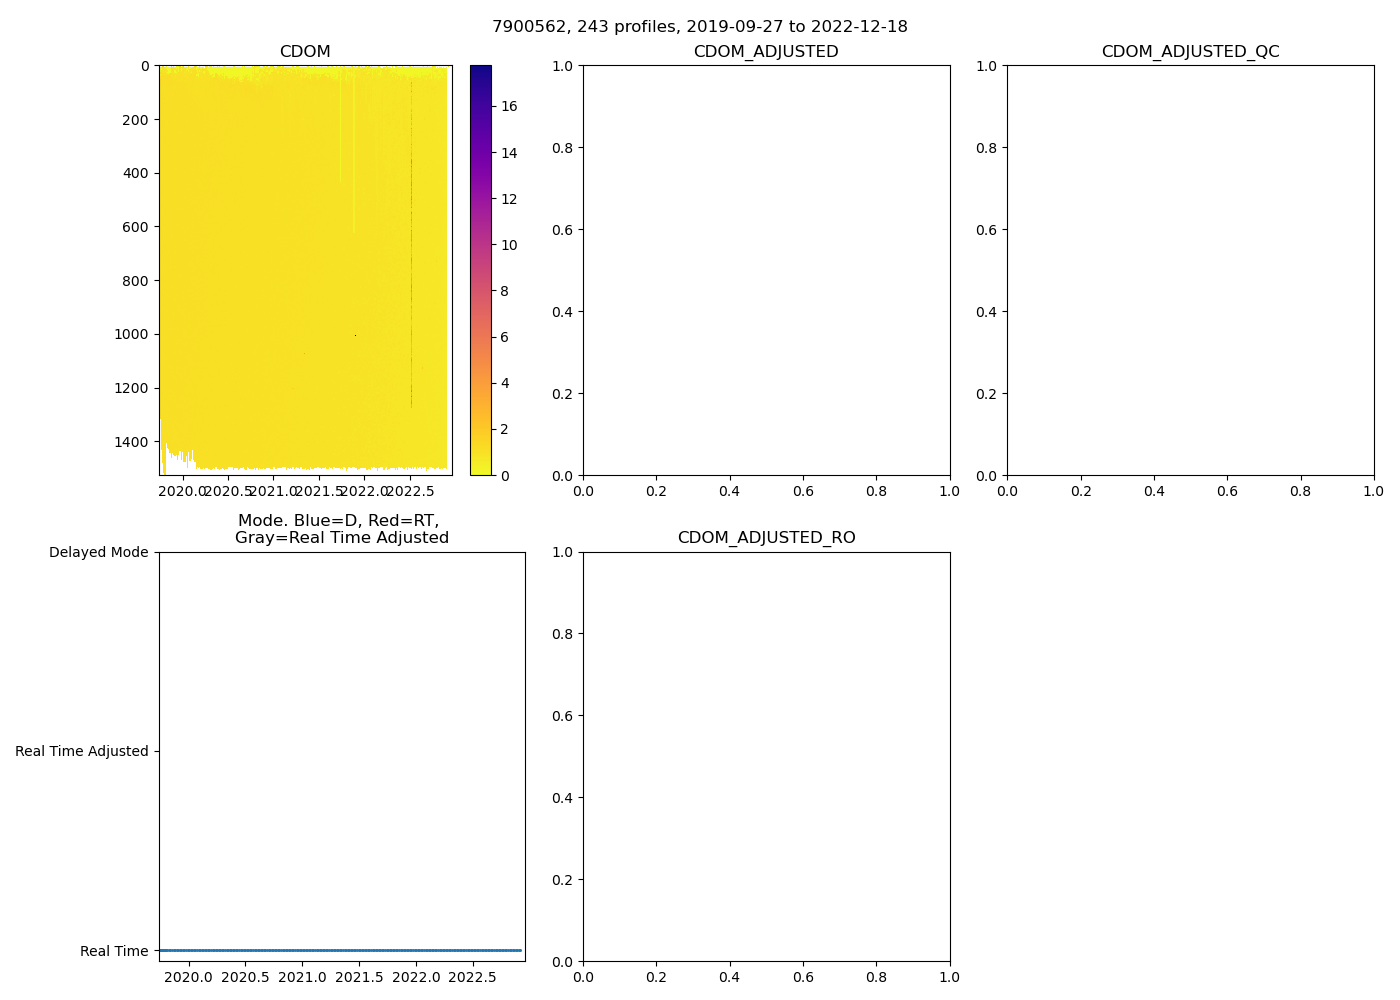 7900562, 243 profiles, 2019-09-27 to 2022-12-18
CDOM
0
200
400
600
800
1000
1200
1400
2020.0 2020.5 2021.0 2021.5 2022.0 2022.5
16
14
12
10
8
6
4
2
0
CDOM_ADJUSTED
1.0
0.8
0.6
0.4
0.2
0.0
0.0 0.2 0.4 0.6 0.8 1.0
CDOM_ADJUSTED_QC
1.0
0.8
0.6
0.4
0.2
0.0
0.0 0.2 0.4 0.6 0.8 1.0
Mode. Blue=D, Red=RT,
Gray=Real Time Adjusted
Delayed Mode
Real Time Adjusted
Real Time
2020.0 2020.5 2021.0 2021.5 2022.0 2022.5
CDOM_ADJUSTED_RO
1.0
0.8
0.6
0.4
0.2
0.0
0.0 0.2 0.4 0.6 0.8 1.0